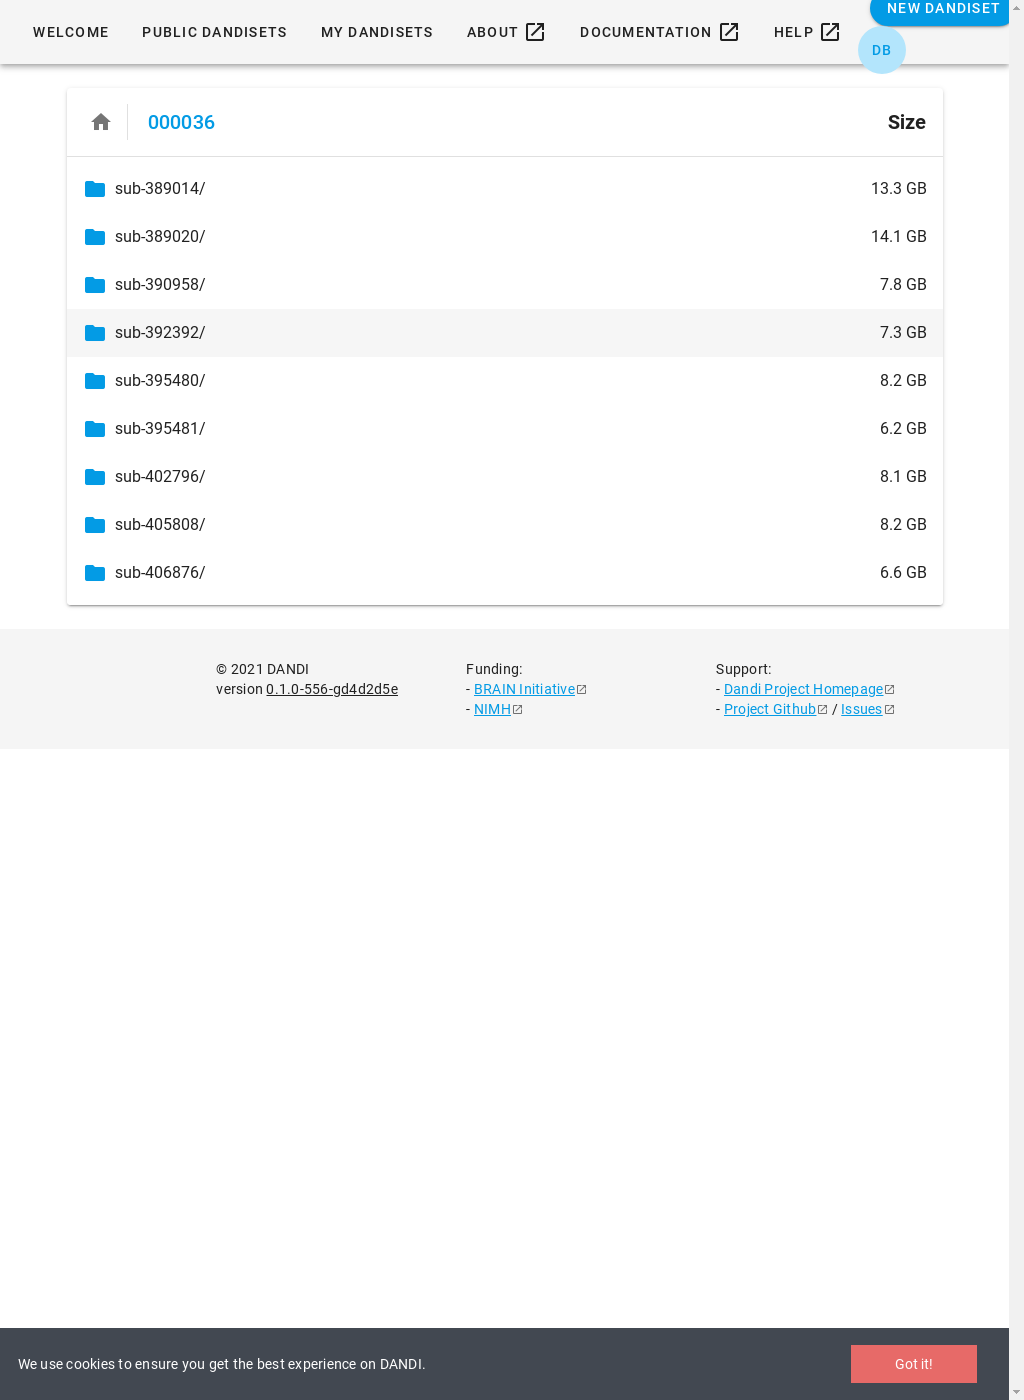 WELCOME PUBLIC DANDISETS MY DANDISETS ABOUT DOCUMENTATION HELP NEW DANDISET
DB
000036 Size
sub-389014/ 13.3 GB
sub-389020/ 14.1 GB
sub-390958/ 7.8 GB
sub-392392/ 7.3 GB
sub-395480/ 8.2 GB
sub-395481/ 6.2 GB
sub-402796/ 8.1 GB
sub-405808/ 8.2 GB
sub-406876/ 6.6 GB
© 2021 DANDI
version 0.1.0-556-gd4d2d5e
Funding:
- BRAIN Initiative
- NIMH
Support:
- Dandi Project Homepage
- Project Github / Issues
We use cookies to ensure you get the best experience on DANDI. Got it!